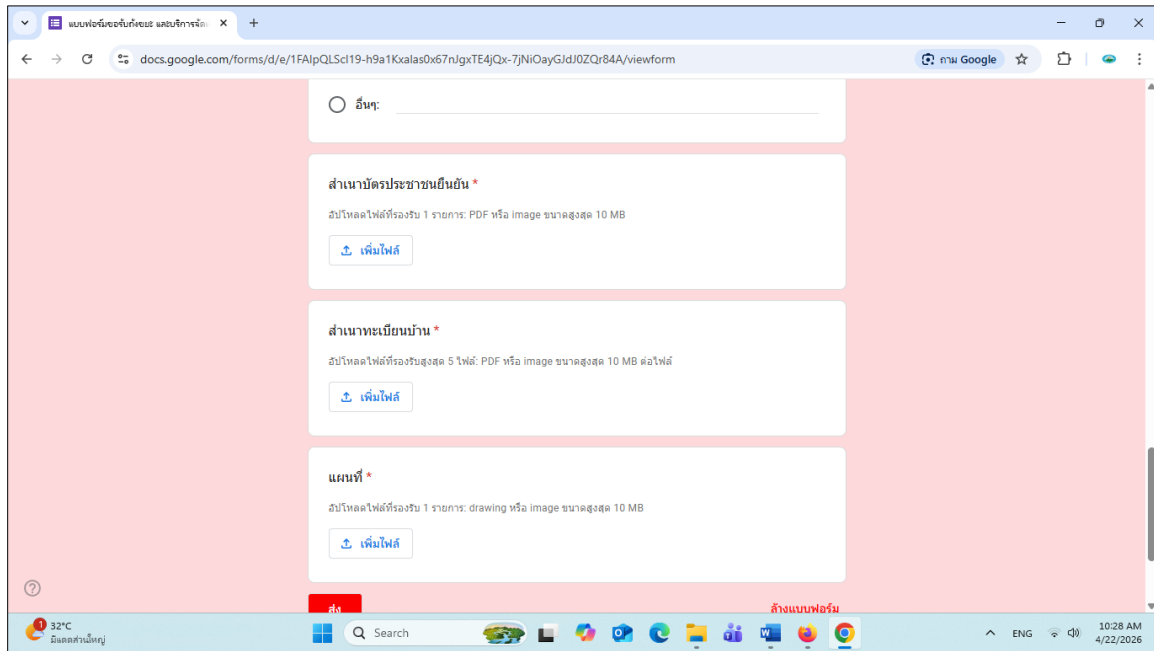 แบบฟอร์มขอรับถังขยะ และบริการจัดเ
docs.google.com/forms/d/e/1FAIpQLScl19-h9a1Kxalas0x67nJgxTE4jQx-7jNiOayGJdJ0ZQr84A/viewform
ถาม Google
อื่นๆ:
สำเนาบัตรประชาชนยืนยัน *
อัปโหลดไฟล์ที่รองรับ 1 รายการ: PDF หรือ image ขนาดสูงสุด 10 MB
เพิ่มไฟล์
สำเนาทะเบียนบ้าน *
อัปโหลดไฟล์ที่รองรับสูงสุด 5 ไฟล์: PDF หรือ image ขนาดสูงสุด 10 MB ต่อไฟล์
เพิ่มไฟล์
แผนที่ *
อัปโหลดไฟล์ที่รองรับ 1 รายการ: drawing หรือ image ขนาดสูงสุด 10 MB
เพิ่มไฟล์
ส่ง
ล้างแบบฟอร์ม
1
32°C
มีแดดส่วนใหญ่
Search
ENG
10:28 AM
4/22/2026